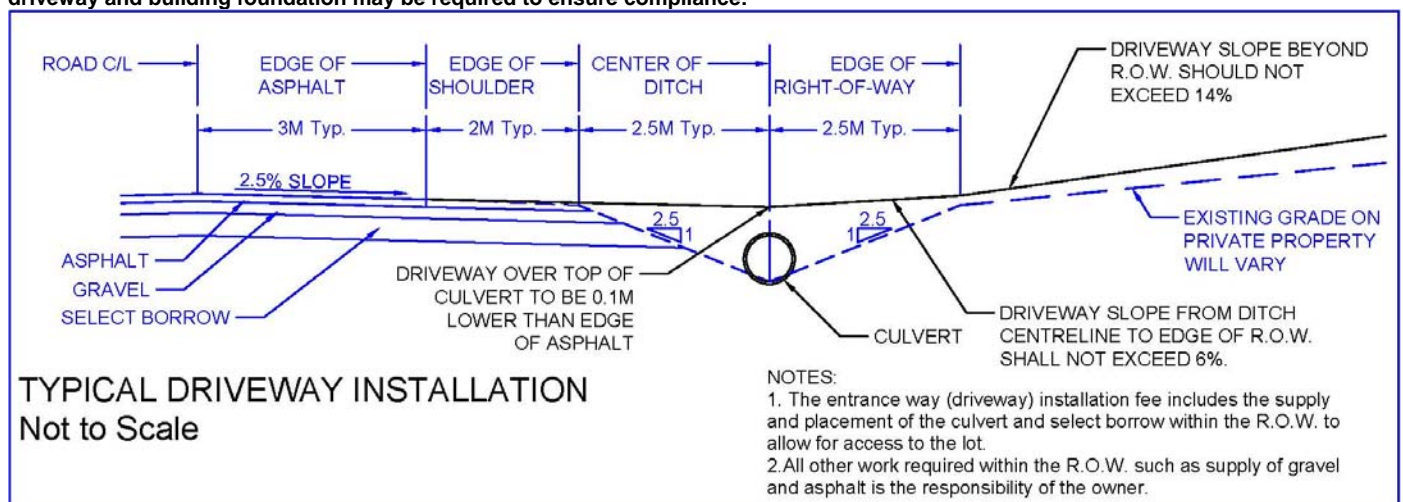 driveway and building foundation may be required to ensure compliance.
ROAD C/L
EDGE OF
ASPHALT
EDGE OF
SHOULDER
CENTER OF
DITCH
EDGE OF
RIGHT-OF-WAY
DRIVEWAY SLOPE BEYOND
R.O.W. SHOULD NOT
EXCEED 14%
3M Typ.
2M Typ.
2.5M Typ.
2.5M Typ.
2.5% SLOPE
2.5
1
2.5
1
EXISTING GRADE ON
PRIVATE PROPERTY
WILL VARY
ASPHALT
GRAVEL
SELECT BORROW
DRIVEWAY OVER TOP OF
CULVERT TO BE 0.1M
LOWER THAN EDGE
OF ASPHALT
CULVERT
DRIVEWAY SLOPE FROM DITCH
CENTRELINE TO EDGE OF R.O.W.
SHALL NOT EXCEED 6%.
TYPICAL DRIVEWAY INSTALLATION
Not to Scale
NOTES:
1. The entrance way (driveway) installation fee includes the supply
and placement of the culvert and select borrow within the R.O.W. to
allow for access to the lot.
2.All other work required within the R.O.W. such as supply of gravel
and asphalt is the responsibility of the owner.